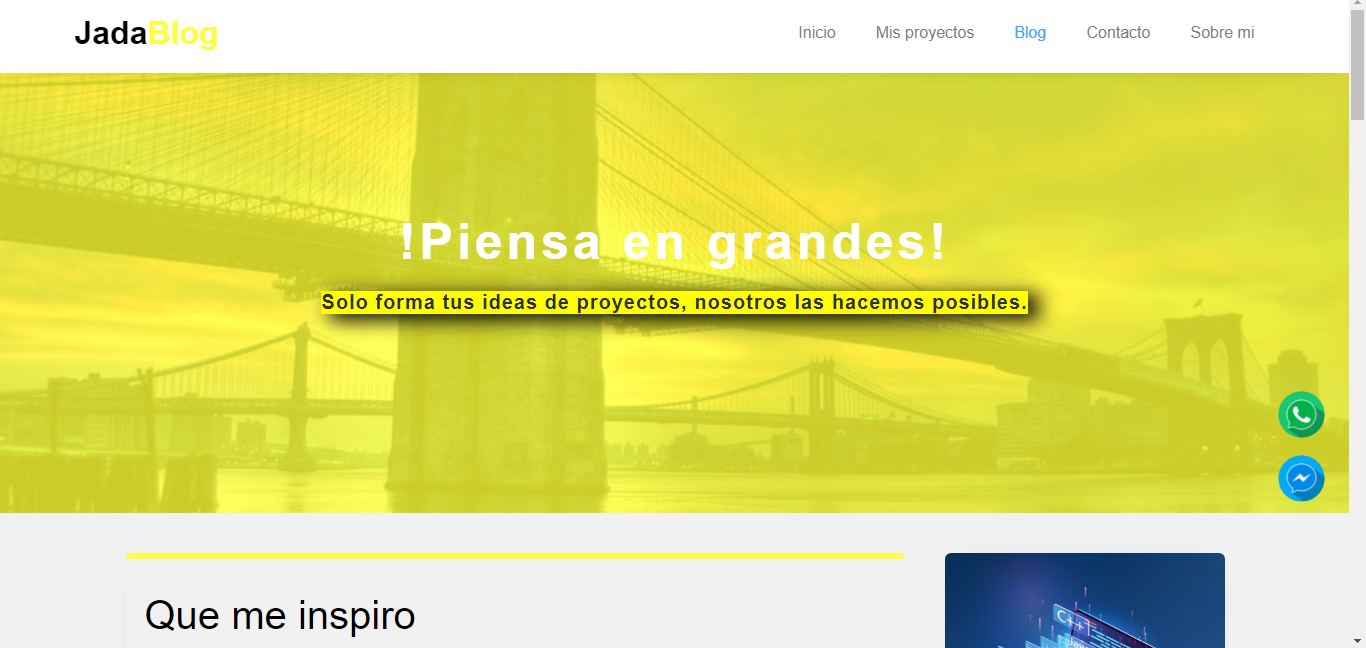 JadaBlog
Inicio Mis proyectos Blog Contacto Sobre mi
!Piensa en grandes!
Solo forma tus ideas de proyectos, nosotros las hacemos posibles.
Que me inspiro
C++